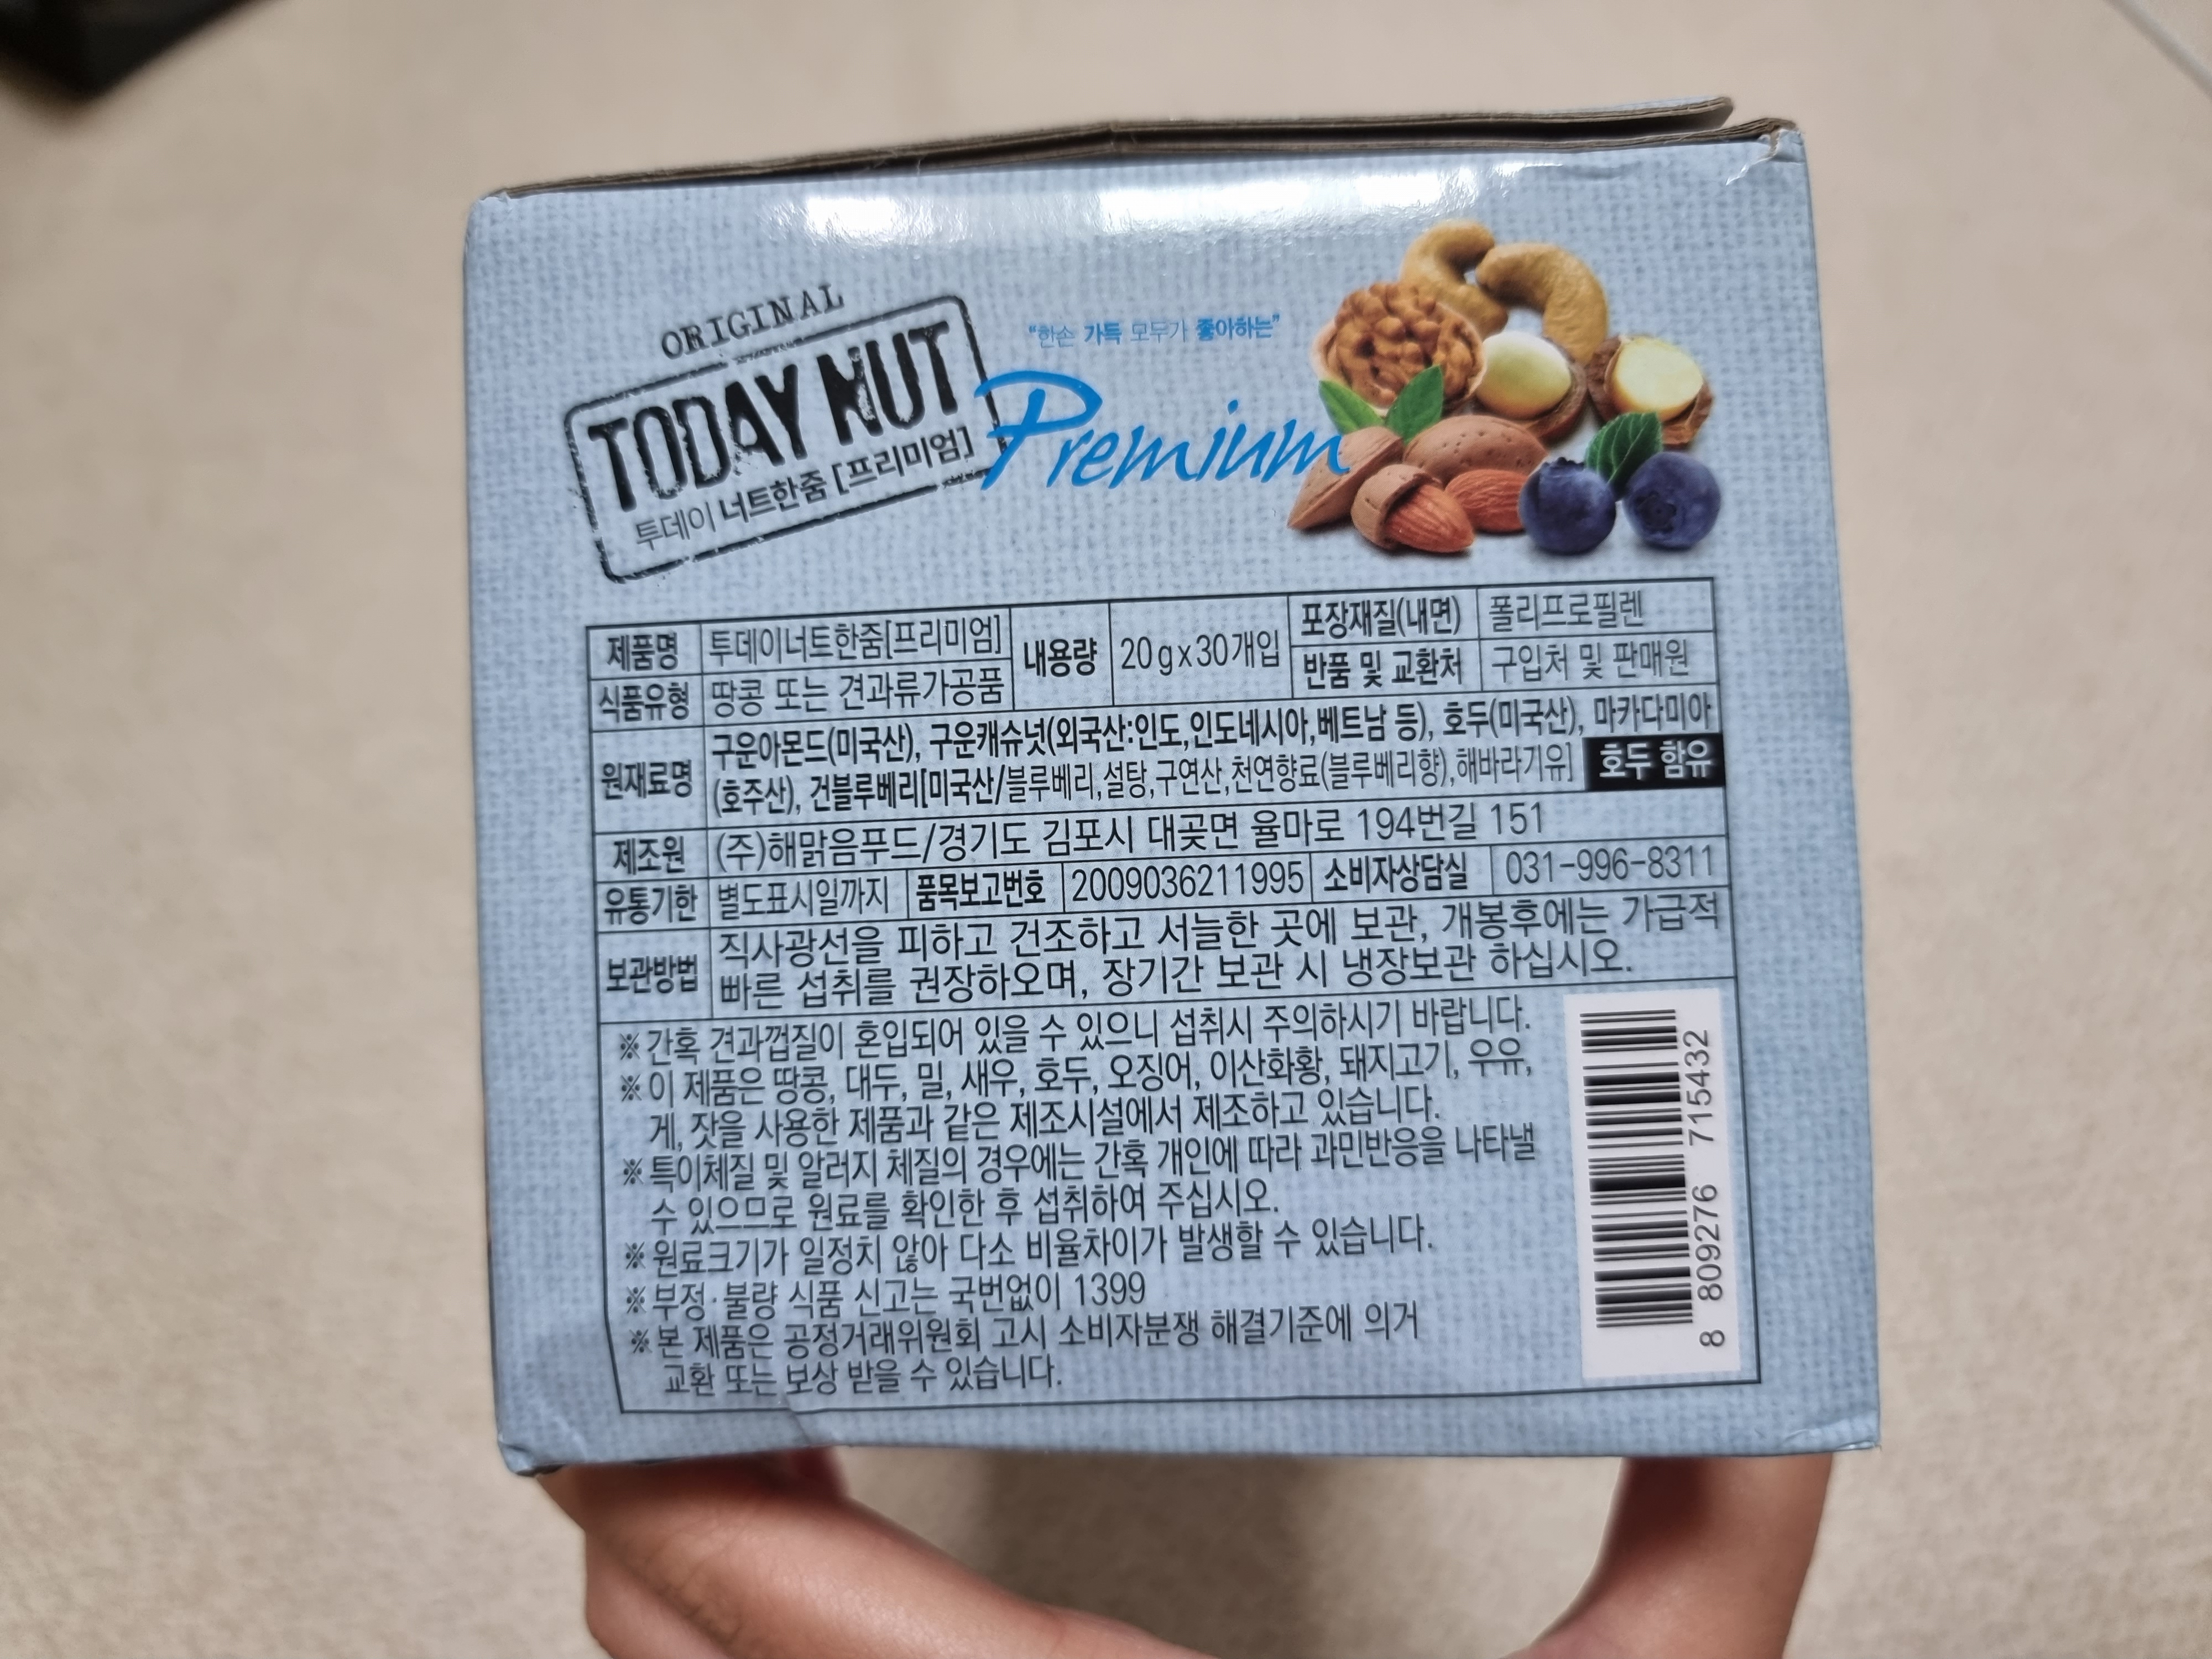 ORIGINAL
TODAY NUT
투데이 너트한줌 [프리미엄]
"한손 가득 모두가 좋아하는"
Premium
제품명 투데이너트한줌[프리미엄] 내용량 20g x 30개입 포장재질(내면) 폴리프로필렌
식품유형 땅콩 또는 견과류가공품 반품 및 교환처 구입처 및 판매원
원재료명 구운아몬드(미국산), 구운캐슈넛(외국산:인도,인도네시아,베트남 등), 호두(미국산), 마카다미아
(호주산), 건블루베리[미국산/블루베리,설탕,구연산,천연향료(블루베리향),해바라기유] 호두 함유
제조원 (주)해맑음푸드/경기도 김포시 대곶면 율마로 194번길 151
유통기한 별도표시일까지 품목보고번호 2009036211995 소비자상담실 031-996-8311
보관방법 직사광선을 피하고 건조하고 서늘한 곳에 보관, 개봉후에는 가급적
빠른 섭취를 권장하오며, 장기간 보관 시 냉장보관 하십시오.
※ 간혹 견과껍질이 혼입되어 있을 수 있으니 섭취시 주의하시기 바랍니다.
※ 이 제품은 땅콩, 대두, 밀, 새우, 호두, 오징어, 이산화황, 돼지고기, 우유,
게, 잣을 사용한 제품과 같은 제조시설에서 제조하고 있습니다.
※ 특이체질 및 알러지 체질의 경우에는 간혹 개인에 따라 과민반응을 나타낼
수 있으므로 원료를 확인한 후 섭취하여 주십시오.
※ 원료크기가 일정치 않아 다소 비율차이가 발생할 수 있습니다.
※ 부정·불량 식품 신고는 국번없이 1399
※ 본 제품은 공정거래위원회 고시 소비자분쟁 해결기준에 의거
교환 또는 보상 받을 수 있습니다.
8 809276 715432